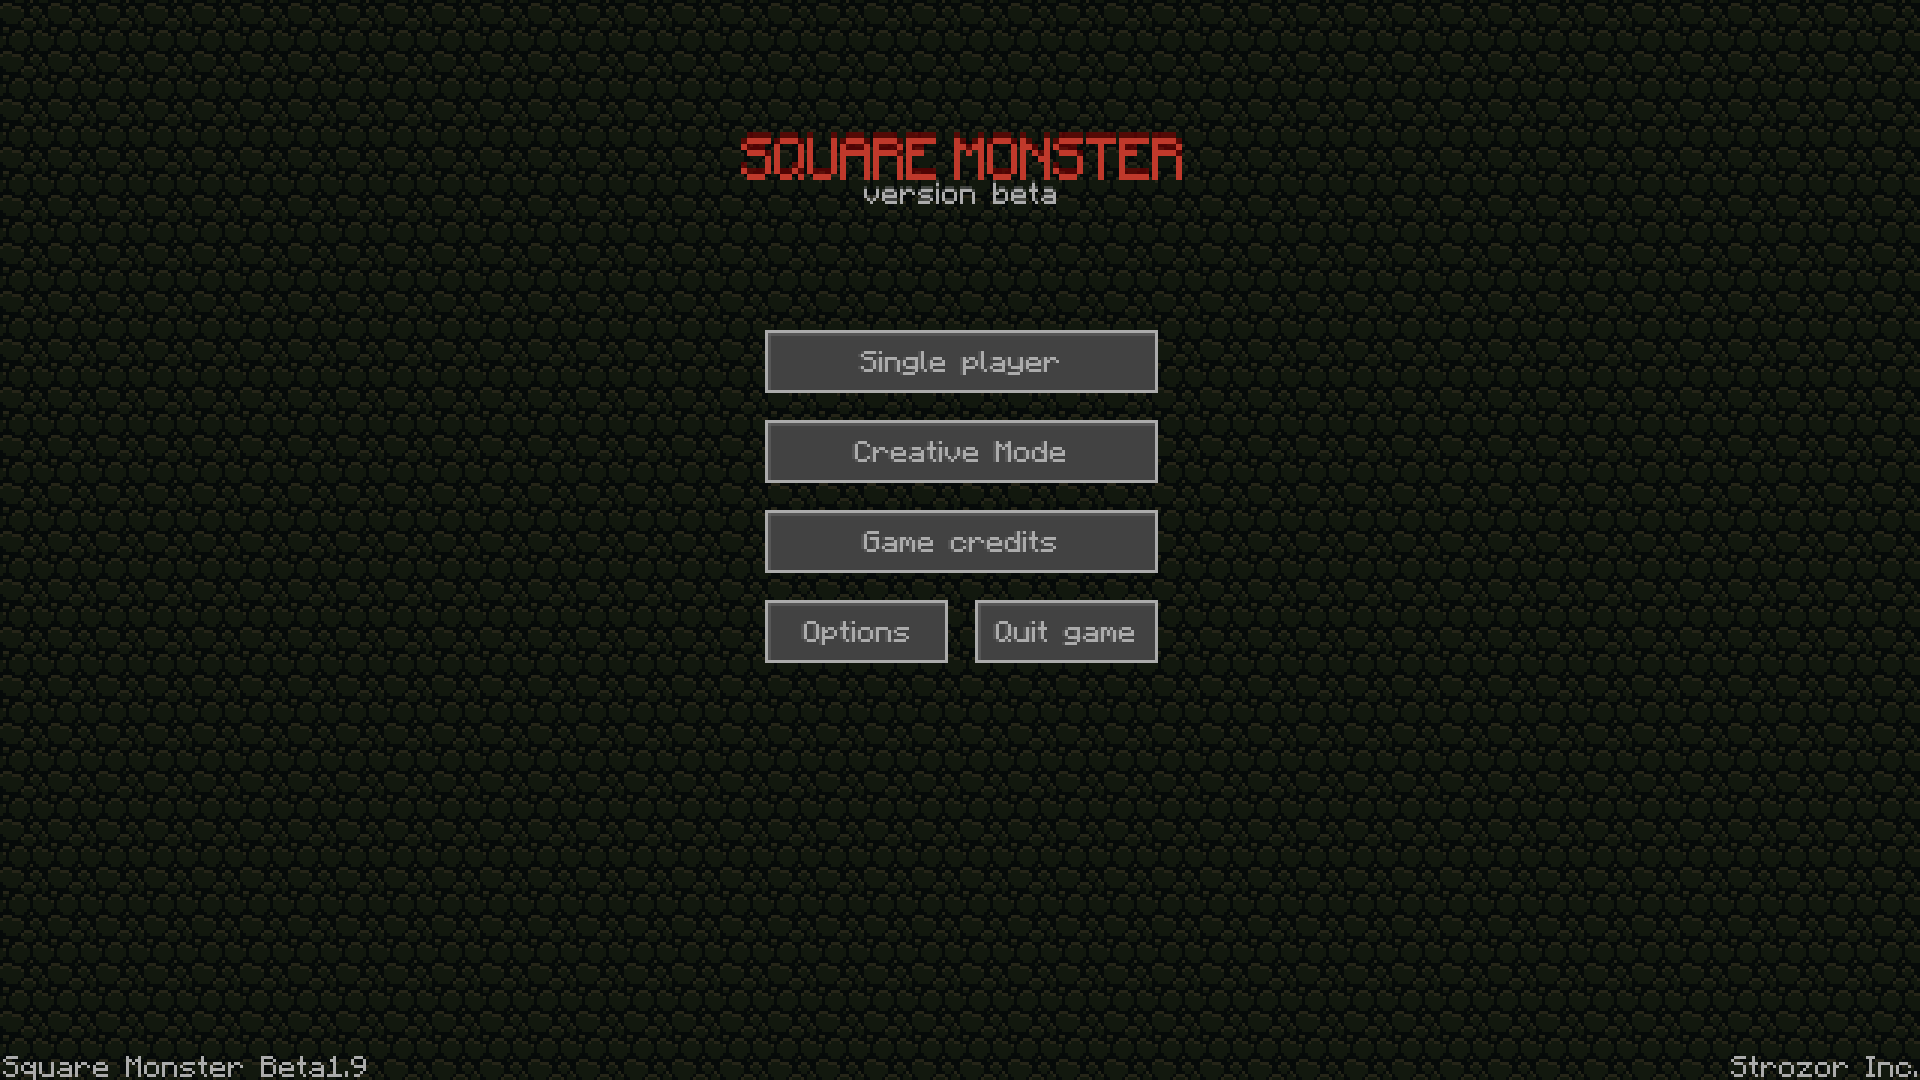 SQUARE MONSTER
version beta
Single player
Creative Mode
Game credits
Options
Quit game
Square Monster Beta1.9
Strozor Inc.